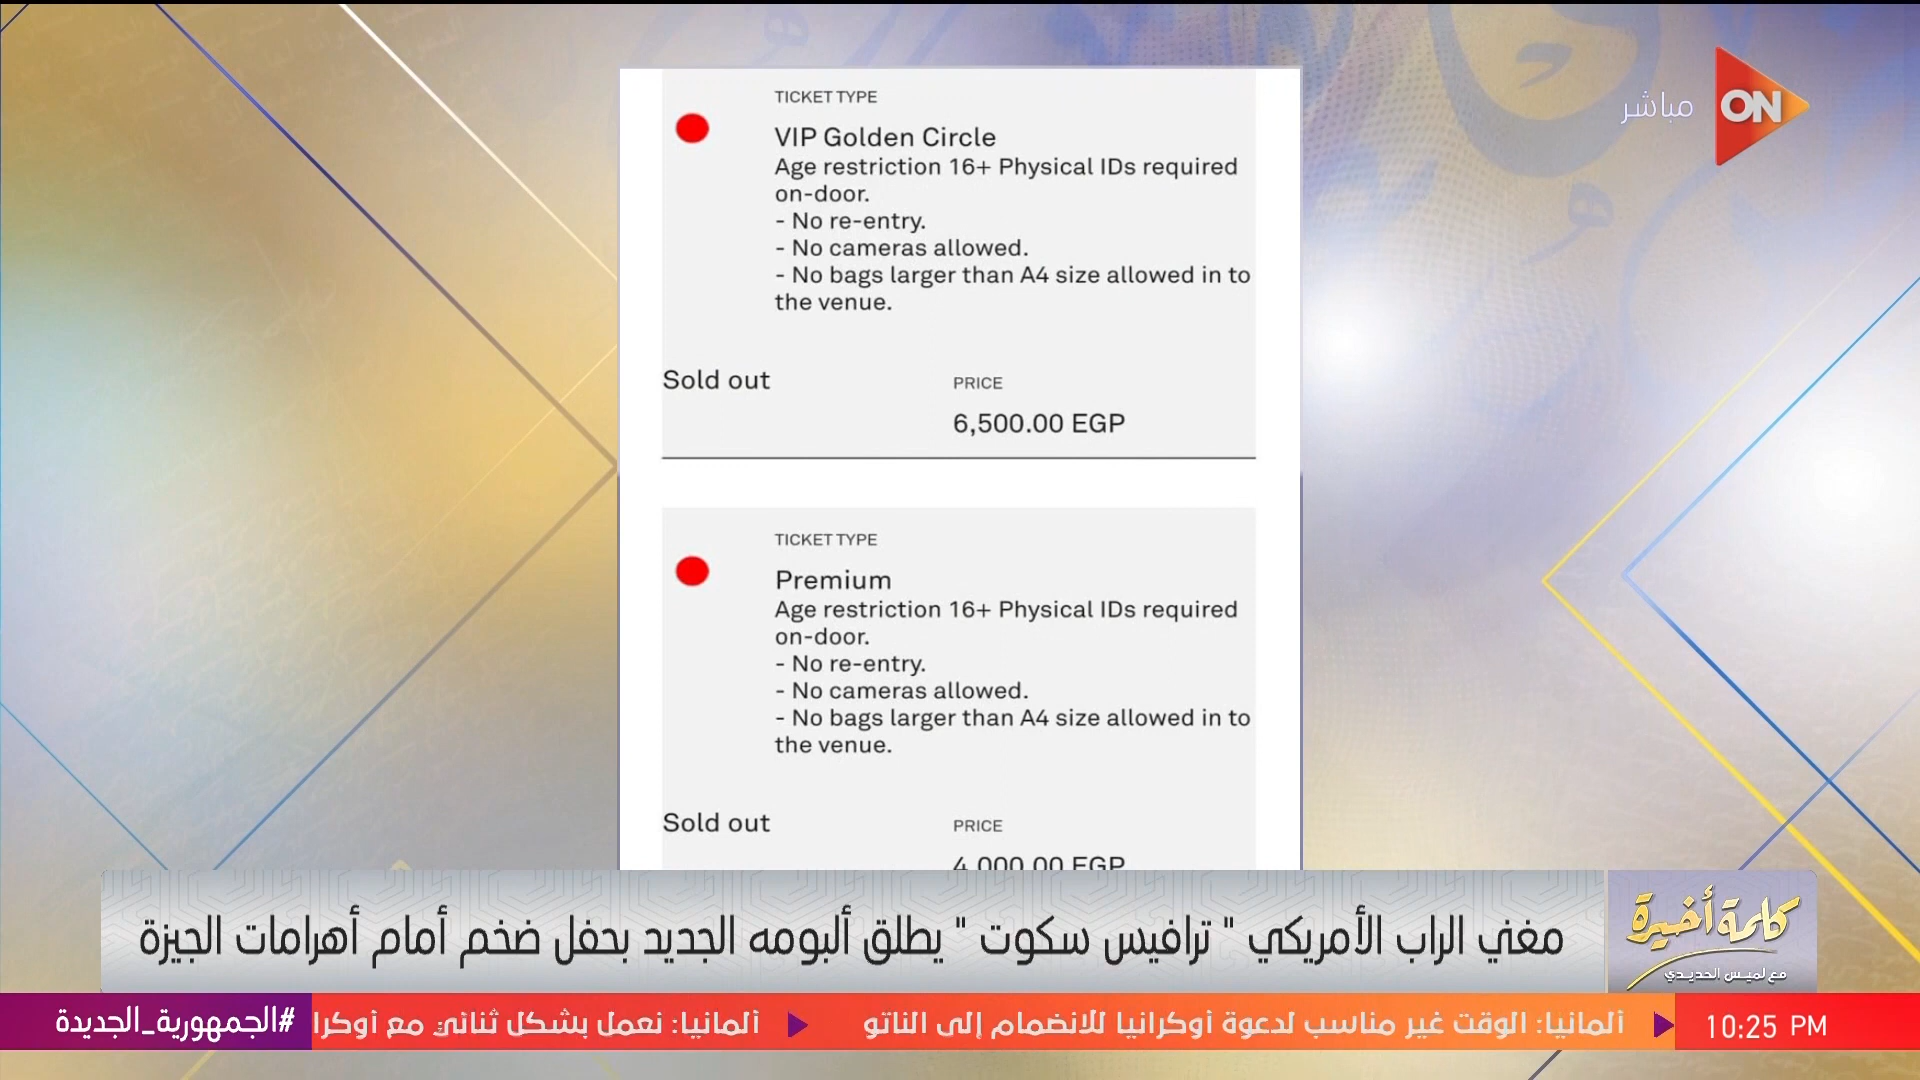 مباشر
ON
TICKET TYPE
VIP Golden Circle
Age restriction 16+ Physical IDs required
on-door.
- No re-entry.
- No cameras allowed.
- No bags larger than A4 size allowed in to
the venue.
Sold out
PRICE
6,500.00 EGP
TICKET TYPE
Premium
Age restriction 16+ Physical IDs required
on-door.
- No re-entry.
- No cameras allowed.
- No bags larger than A4 size allowed in to
the venue.
Sold out
PRICE
4,000.00 EGP
كلمة أخيرة
مع لميس الحديدي
مغني الراب الأمريكي " ترافيس سكوت " يطلق ألبومه الجديد بحفل ضخم أمام أهرامات الجيزة
10:25 PM
ألمانيا: الوقت غير مناسب لدعوة أوكرانيا للانضمام إلى الناتو
ألمانيا: نعمل بشكل ثنائي مع أوكرا
#الجمهورية_الجديدة